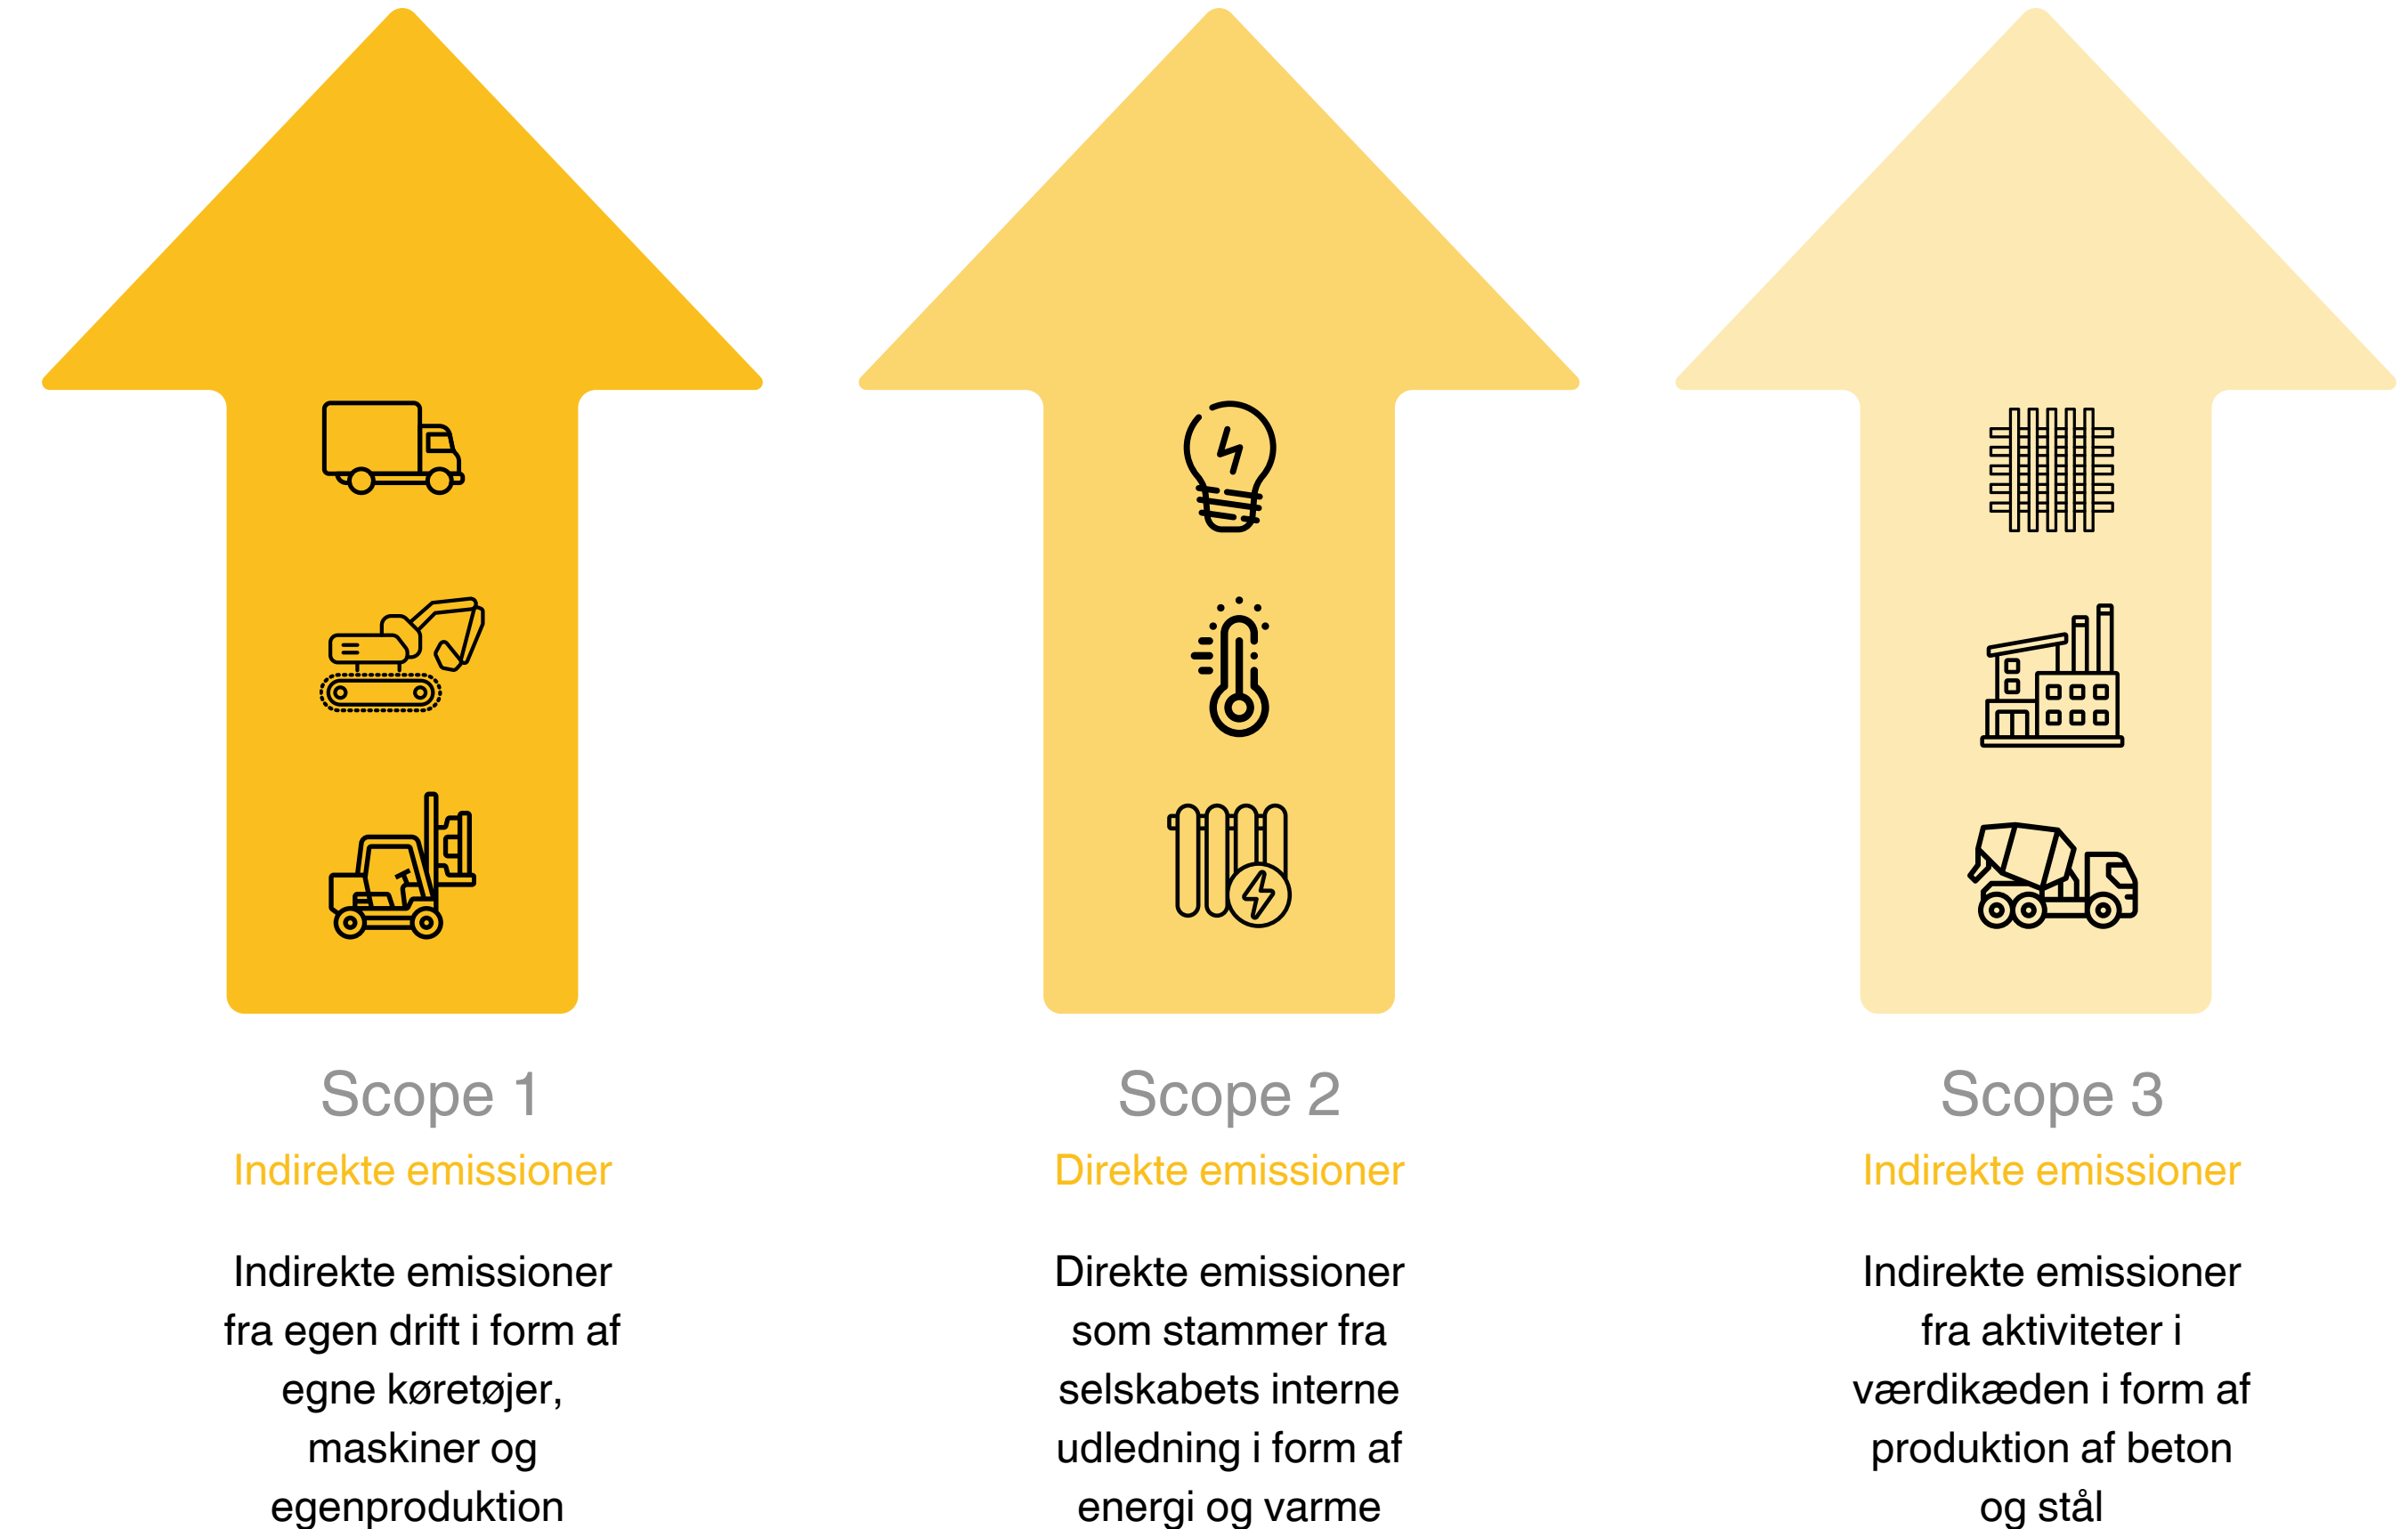 Scope 1
Indirekte emissioner
Indirekte emissioner
fra egen drift i form af
egne køretøjer,
maskiner og
egenproduktion
Scope 2
Direkte emissioner
Direkte emissioner
som stammer fra
selskabets interne
udledning i form af
energi og varme
Scope 3
Indirekte emissioner
Indirekte emissioner
fra aktiviteter i
værdikæden i form af
produktion af beton
og stål